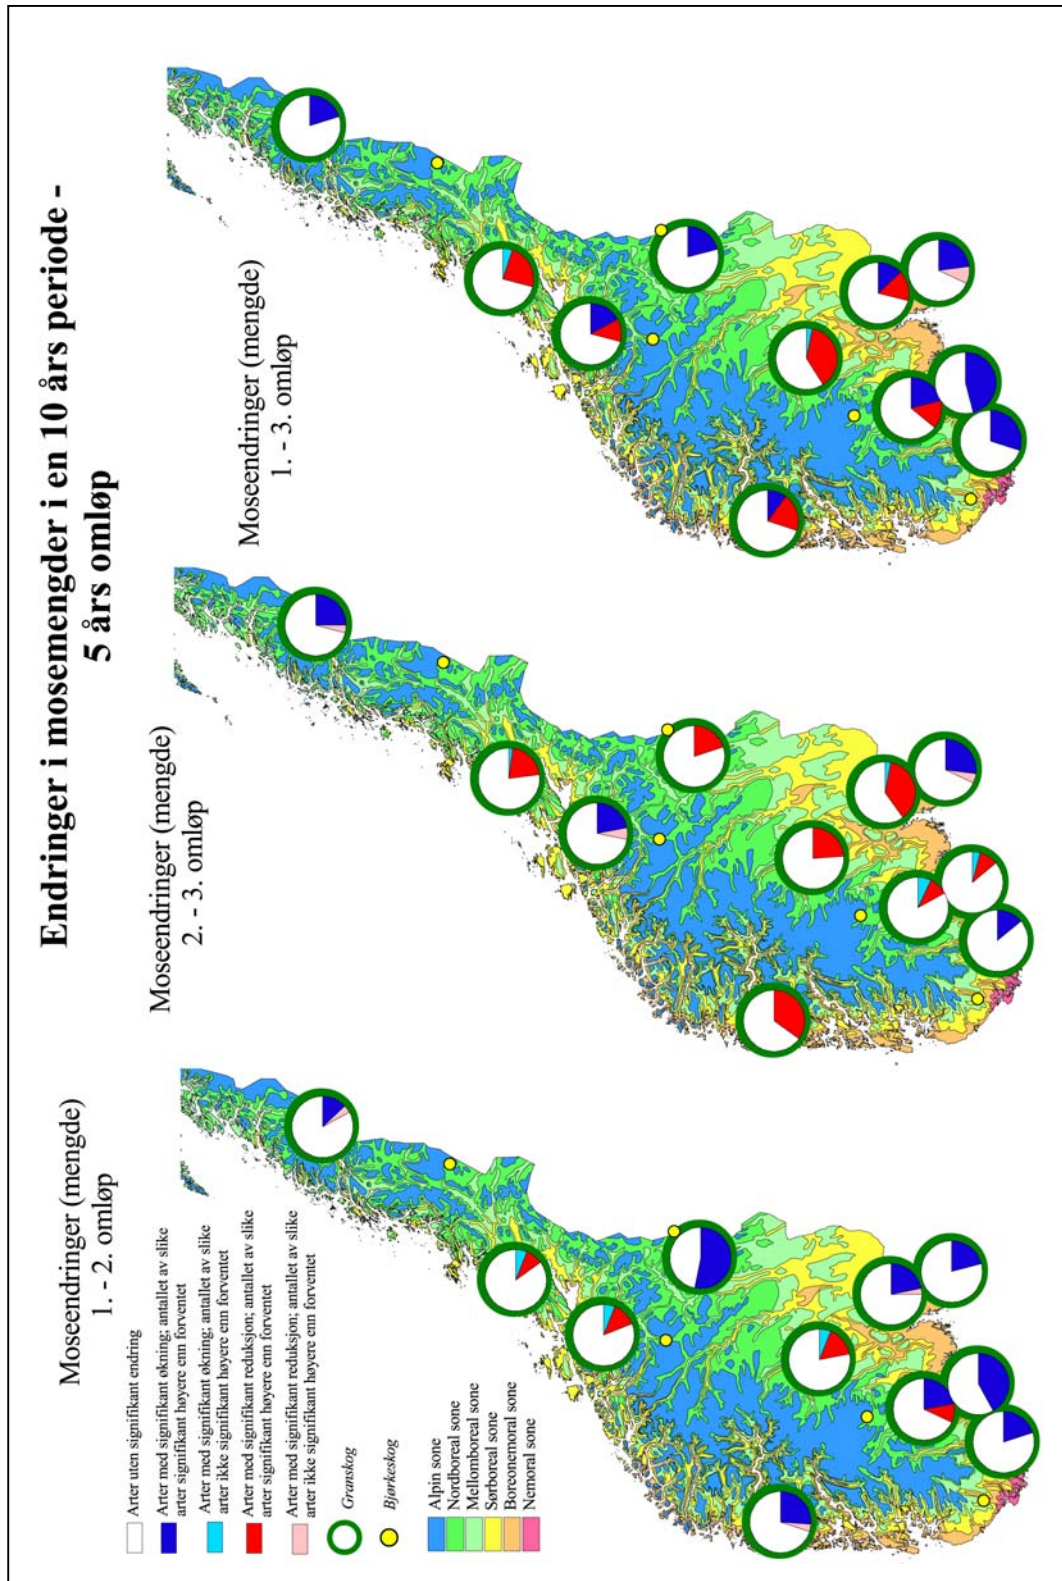 Endringer i mosemengder i en 10 års periode -
5 års omløp
Moseendringer (mengde)
1. - 2. omløp
Moseendringer (mengde)
2. - 3. omløp
Moseendringer (mengde)
1. - 3. omløp
Arter uten signifikant endring
Arter med signifikant økning; antallet av slike
arter signifikant høyere enn forventet
Arter med signifikant økning; antallet av slike
arter ikke signifikant høyere enn forventet
Arter med signifikant reduksjon; antallet av slike
arter signifikant høyere enn forventet
Arter med signifikant reduksjon; antallet av slike
arter ikke signifikant høyere enn forventet
Granskog
Bjørkeskog
Alpin sone
Nordboreal sone
Mellomboreal sone
Sørboreal sone
Boreonemoral sone
Nemoral sone